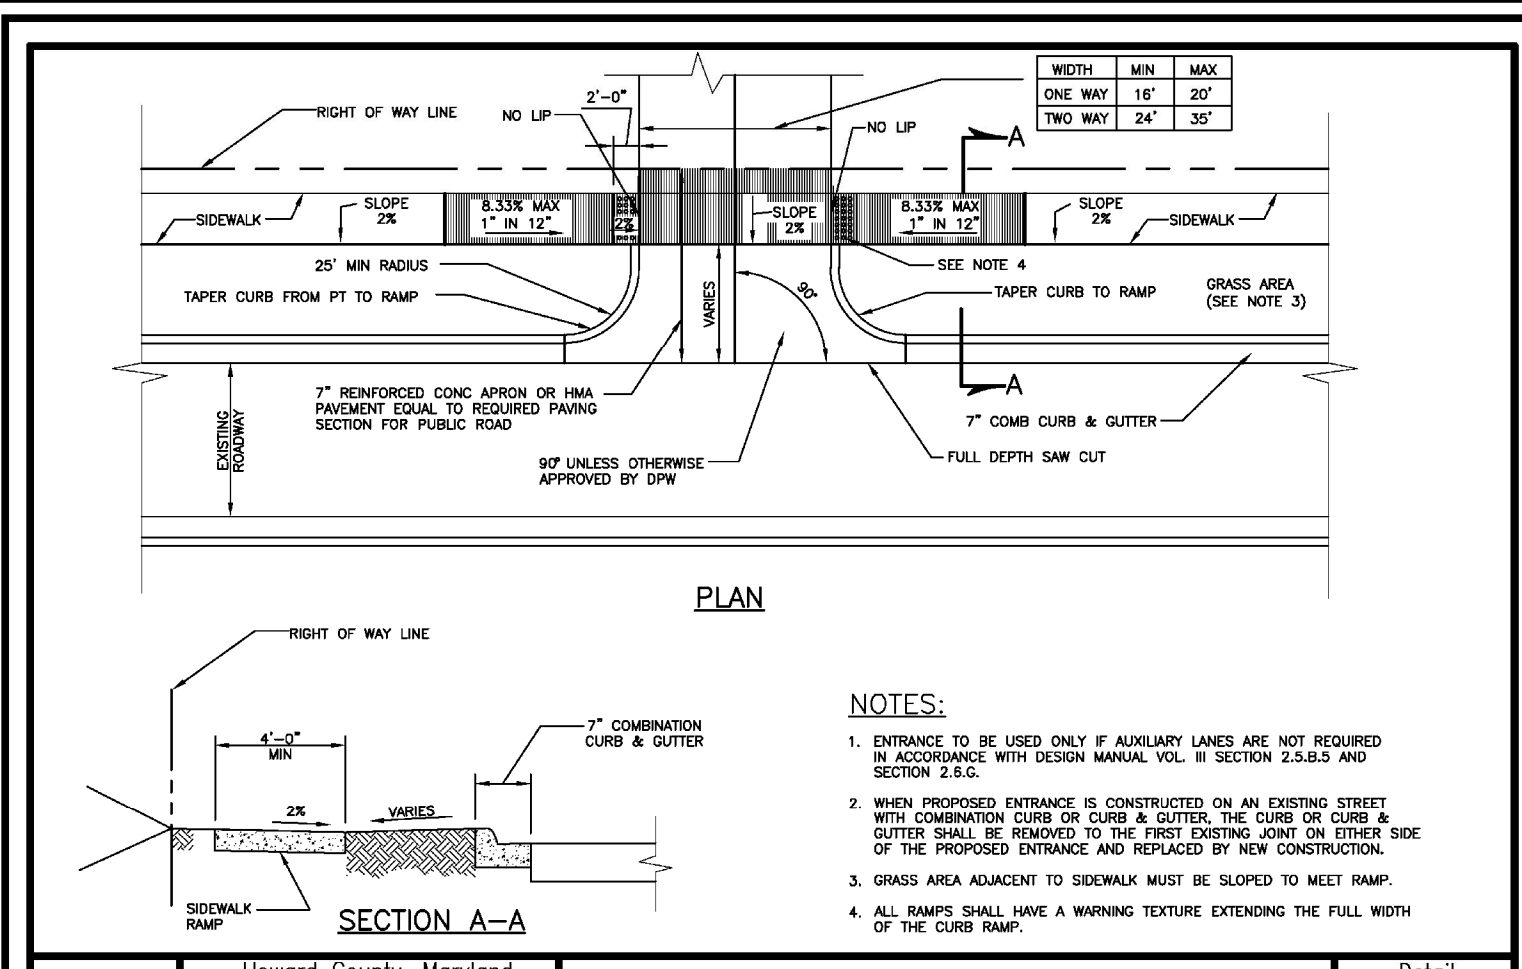 WIDTH MIN MAX
ONE WAY 16' 20'
TWO WAY 24' 35'
RIGHT OF WAY LINE
2'-0"
NO LIP
NO LIP
A
SIDEWALK
SLOPE
2%
8.33% MAX
1" IN 12"
2%
SLOPE
2%
8.33% MAX
1" IN 12"
SLOPE
2%
SIDEWALK
25' MIN RADIUS
SEE NOTE 4
TAPER CURB FROM PT TO RAMP
VARIES
90°
TAPER CURB TO RAMP
GRASS AREA
(SEE NOTE 3)
A
7" REINFORCED CONC APRON OR HMA
PAVEMENT EQUAL TO REQUIRED PAVING
SECTION FOR PUBLIC ROAD
7" COMB CURB & GUTTER
EXISTING
ROADWAY
90° UNLESS OTHERWISE
APPROVED BY DPW
FULL DEPTH SAW CUT
PLAN
RIGHT OF WAY LINE
4'-0"
MIN
7" COMBINATION
CURB & GUTTER
2%
VARIES
SIDEWALK
RAMP
SECTION A-A
NOTES:
1. ENTRANCE TO BE USED ONLY IF AUXILIARY LANES ARE NOT REQUIRED
IN ACCORDANCE WITH DESIGN MANUAL VOL. III SECTION 2.5.B.5 AND
SECTION 2.6.G.
2. WHEN PROPOSED ENTRANCE IS CONSTRUCTED ON AN EXISTING STREET
WITH COMBINATION CURB OR CURB & GUTTER, THE CURB OR CURB &
GUTTER SHALL BE REMOVED TO THE FIRST EXISTING JOINT ON EITHER SIDE
OF THE PROPOSED ENTRANCE AND REPLACED BY NEW CONSTRUCTION.
3. GRASS AREA ADJACENT TO SIDEWALK MUST BE SLOPED TO MEET RAMP.
4. ALL RAMPS SHALL HAVE A WARNING TEXTURE EXTENDING THE FULL WIDTH
OF THE CURB RAMP.
Howard County, Maryland
Detail